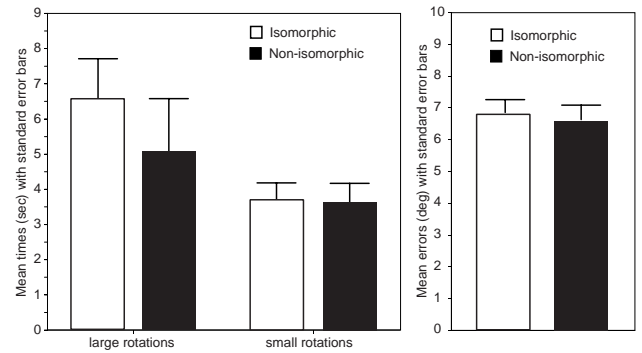 Mean times (sec) with standard error bars
9
8
7
6
5
4
3
2
1
0
Isomorphic
Non-isomorphic
large rotations
small rotations
Mean errors (deg) with standard error bars
10
9
8
7
6
5
4
3
2
1
0
Isomorphic
Non-isomorphic